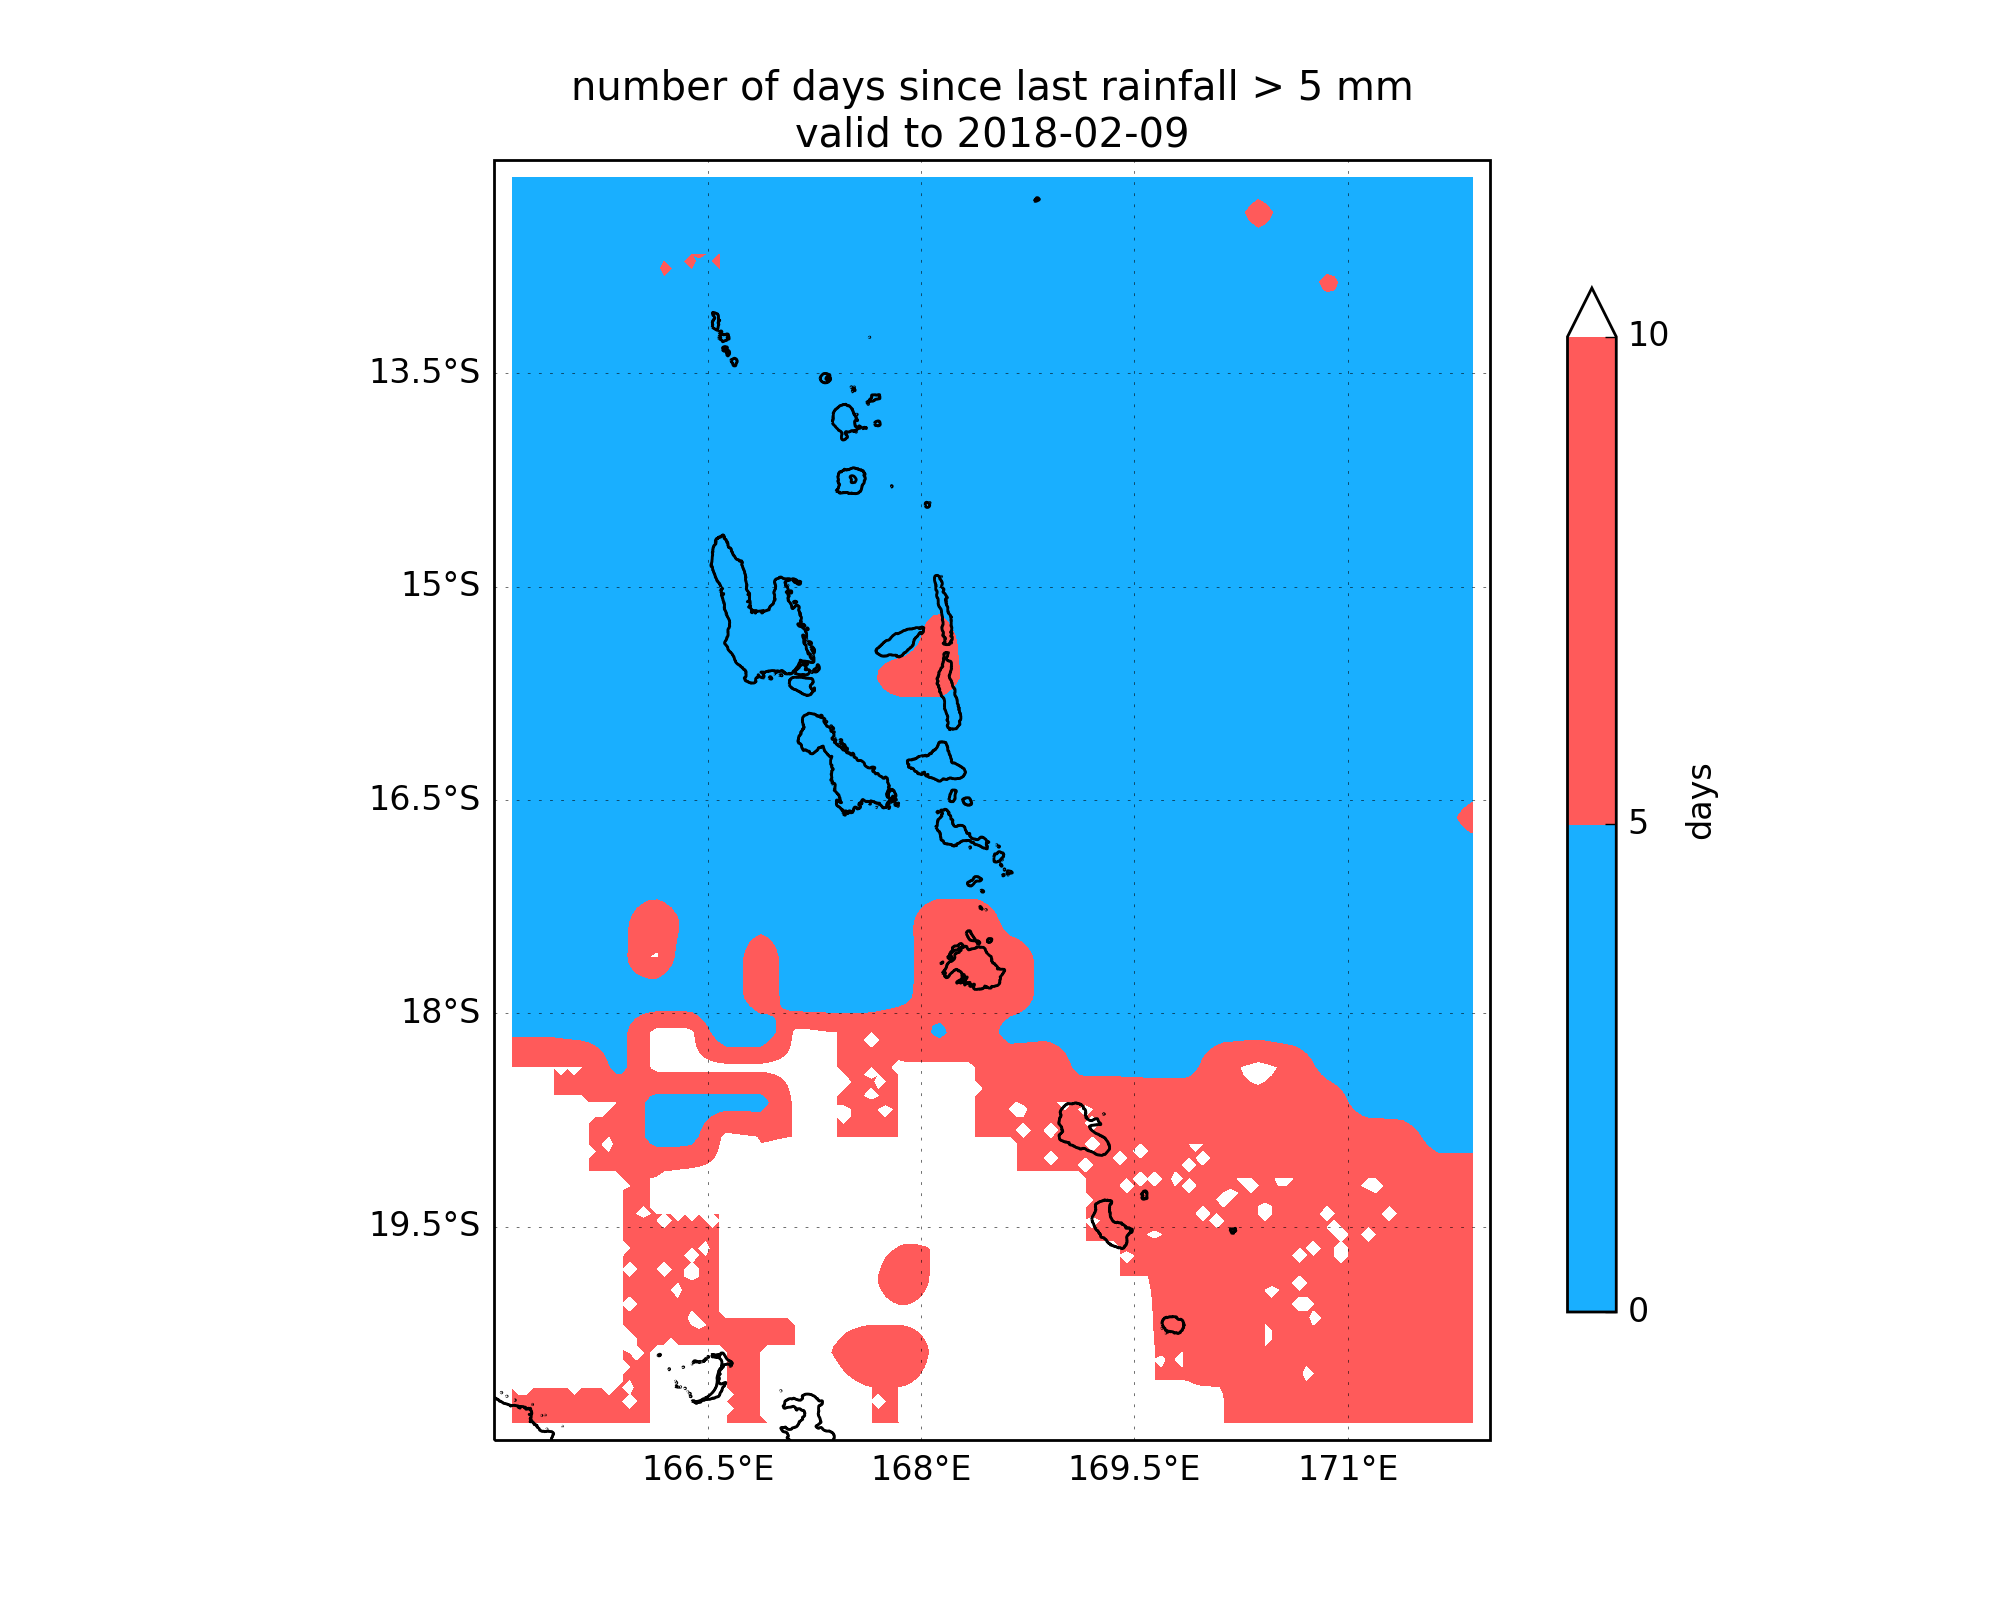 number of days since last rainfall > 5 mm
valid to 2018-02-09
13.5°S
15°S
16.5°S
18°S
19.5°S
166.5°E
168°E
169.5°E
171°E
10
5
0
days